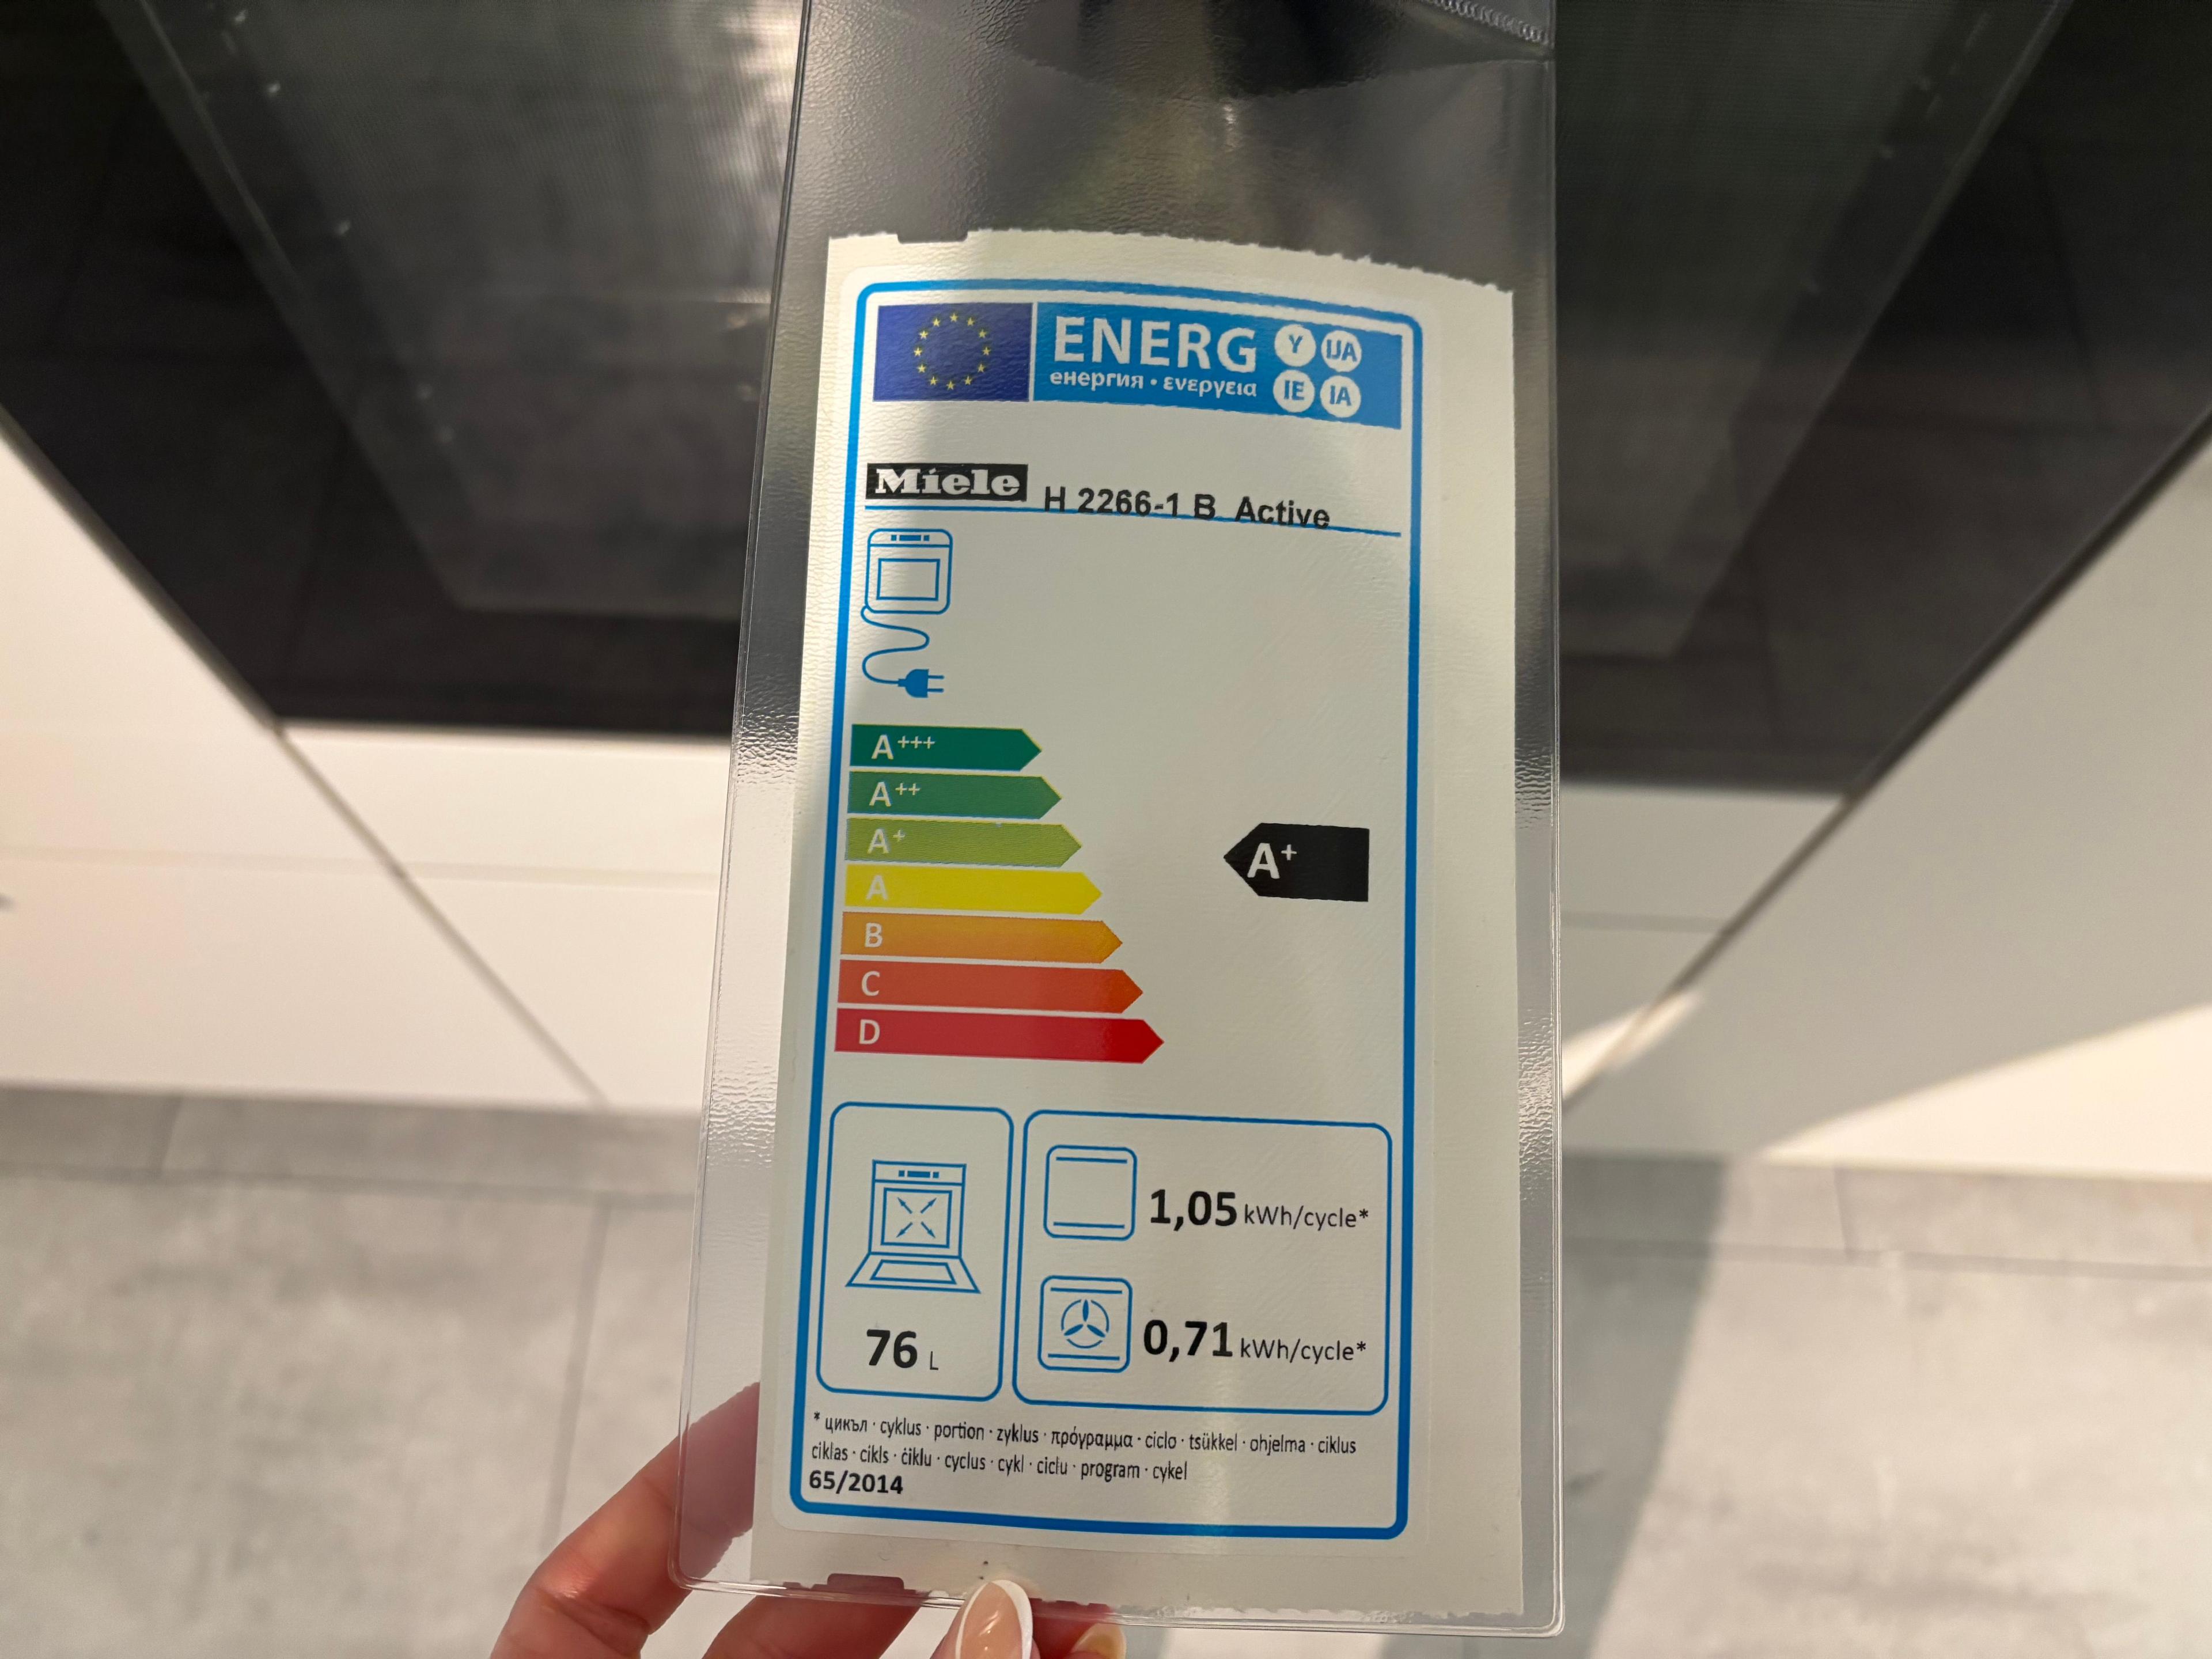 ENERG Y IJA
енергия · ενεργεια IE IA
Miele H 2266-1 B Active
A+++
A++
A+
A+
A
B
C
D
1,05 kWh/cycle*
0,71 kWh/cycle*
76 L
* цикъл · cyklus · portion · zyklus · πρόγραμμα · ciclo · tsükkel · ohjelma · ciklus
ciklas · cikls · ċiklu · cyclus · cykl · ciclu · program · cykel
65/2014